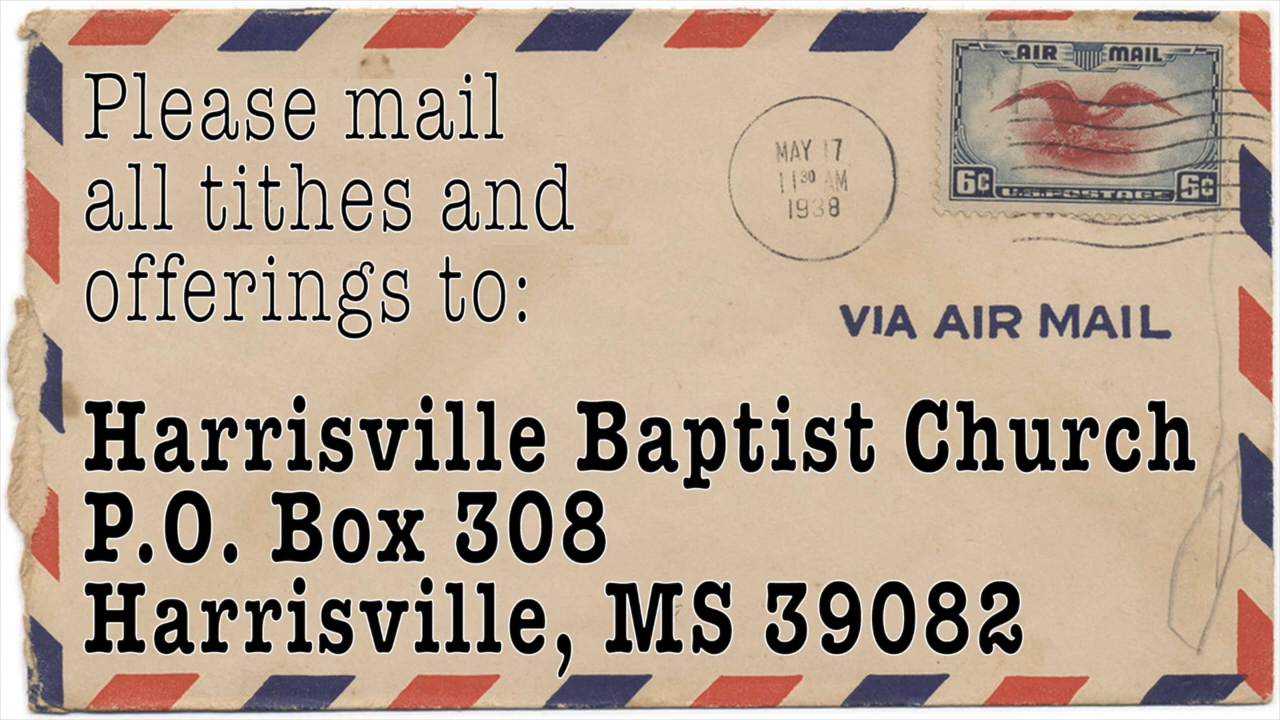 AIR MAIL
6¢ U.S. POSTAGE 6¢
MAY 17
11 30 AM
1938
VIA AIR MAIL
Please mail
all tithes and
offerings to:
Harrisville Baptist Church
P.O. Box 308
Harrisville, MS 39082